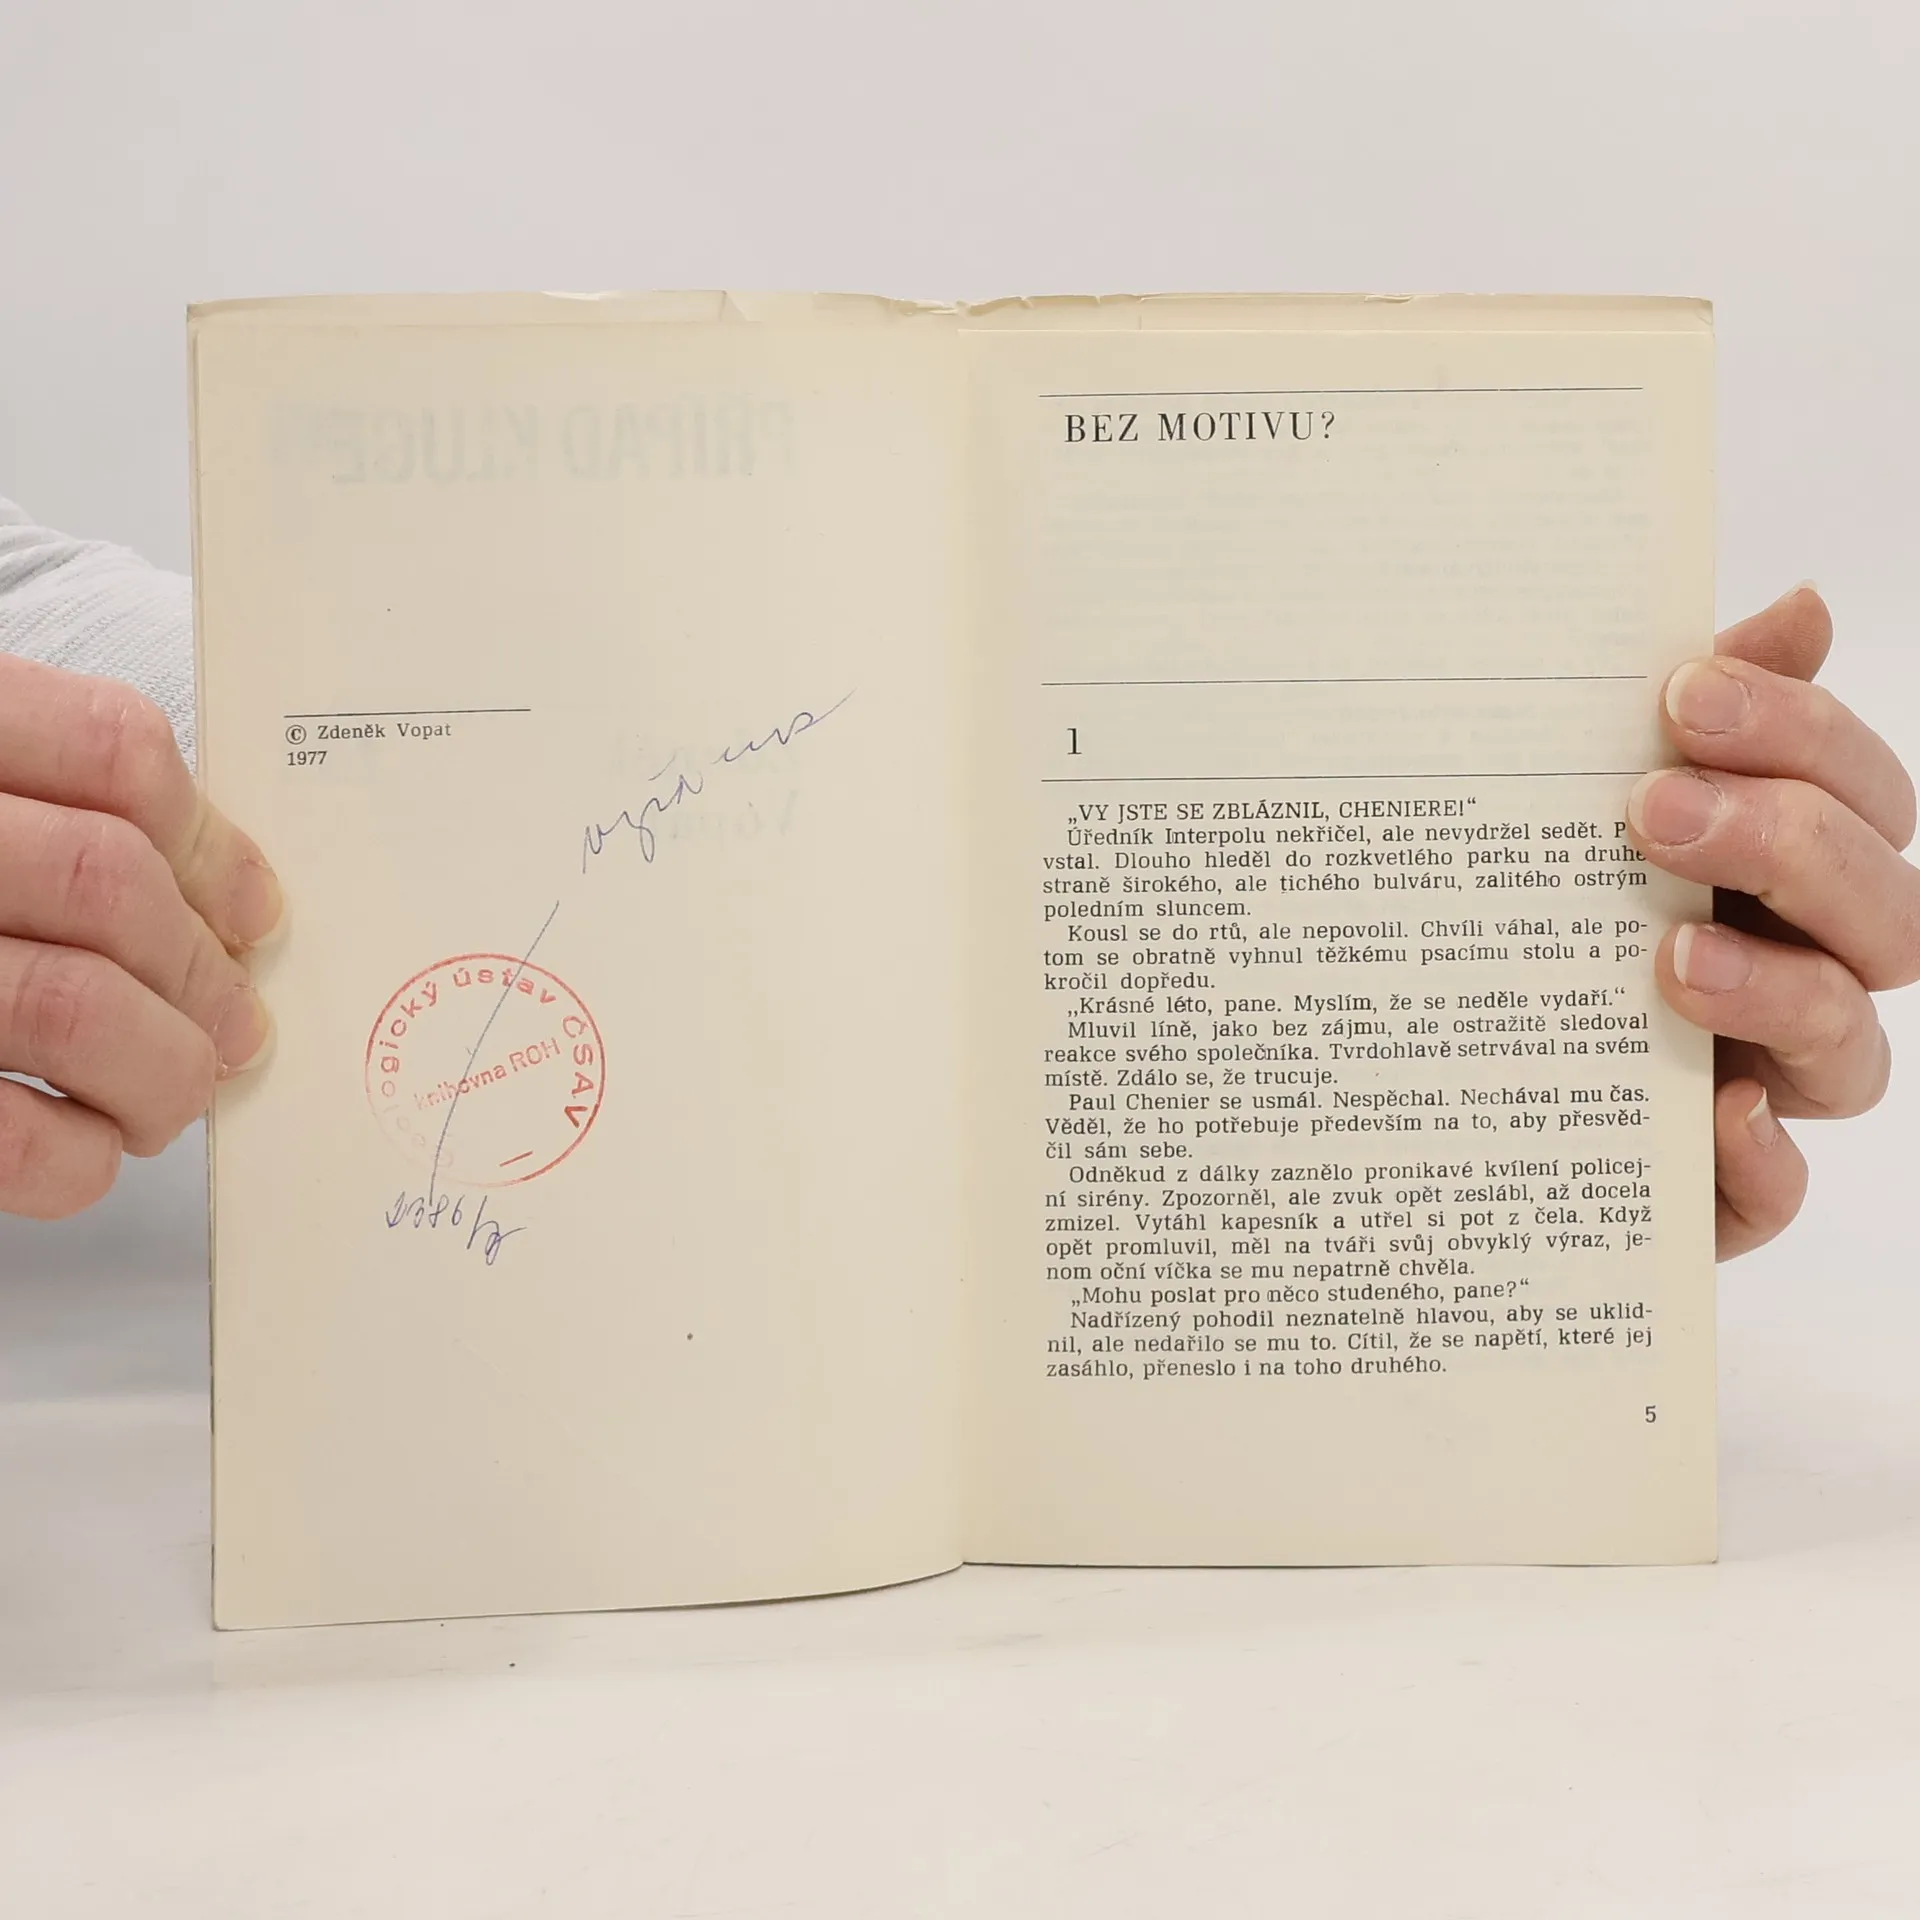 © Zdeněk Vopat
1977
logický ústav ČSAV
knihovna ROH
BEZ MOTIVU?
1
„VY JSTE SE ZBLÁZNIL, CHENIERE!“
Úředník Interpolu nekřičel, ale nevydržel sedět. P
vstal. Dlouho hleděl do rozkvetlého parku na druhé
straně širokého, ale tichého bulváru, zalitého ostrým
poledním sluncem.
Kousl se do rtů, ale nepovolil. Chvíli váhal, ale po-
tom se obratně vyhnul těžkému psacímu stolu a po-
kročil dopředu.
„Krásné léto, pane. Myslím, že se neděle vydaří.“
Mluvil líně, jako bez zájmu, ale ostražitě sledoval
reakce svého společníka. Tvrdohlavě setrvával na svém
místě. Zdálo se, že trucuje.
Paul Chenier se usmál. Nespěchal. Nechával mu čas.
Věděl, že ho potřebuje především na to, aby přesvěd-
čil sám sebe.
Odněkud z dálky zaznělo pronikavé kvílení policej-
ní sirény. Zpozorněl, ale zvuk opět zeslábl, až docela
zmizel. Vytáhl kapesník a utřel si pot z čela. Když
opět promluvil, měl na tváři svůj obvyklý výraz, je-
nom oční víčka se mu nepatrně chvěla.
„Mohu poslat pro něco studeného, pane?“
Nadřízený pohodil neznatelně hlavou, aby se uklid-
nil, ale nedařilo se mu to. Cítil, že se napětí, které jej
zasáhlo, přeneslo i na toho druhého.
5